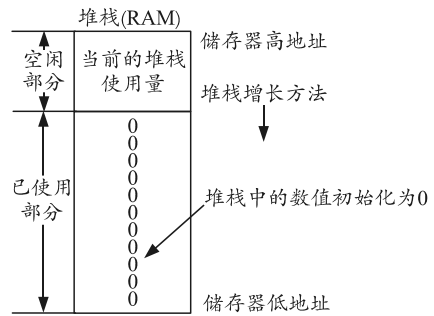 堆栈(RAM)
储存器高地址
空闲
部分
当前的堆栈
使用量
堆栈增长方法
0
0
0
0
0
0
0
0
0
0
0
已使用
部分
堆栈中的数值初始化为0
储存器低地址